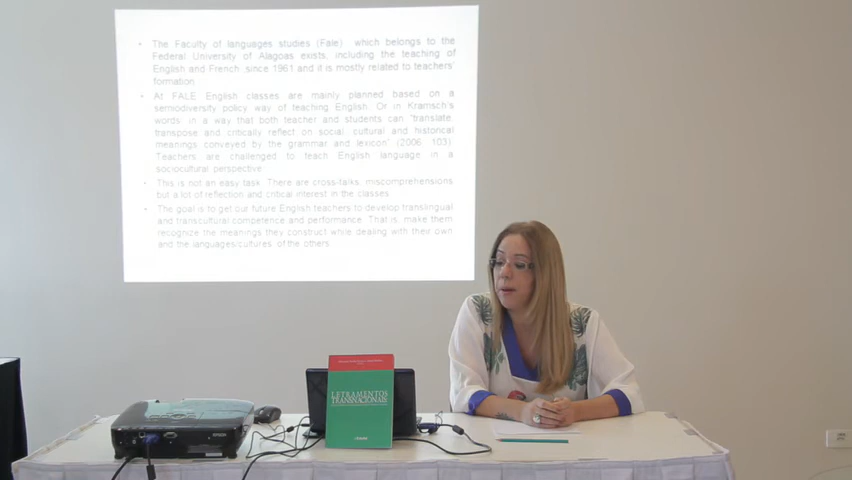 • The Faculty of languages studies (Fale) which belongs to the
Federal University of Alagoas exists, including the teaching of
English and French ,since 1961 and it is mostly related to teachers'
formation
• At FALE English classes are mainly planned based on a
semiodiversity policy way of teaching English. Or in Kramsch's
words in a way that both teacher and students can "translate,
transpose and critically reflect on social, cultural and historical
meanings conveyed by the grammar and lexicon" (2006: 103).
Teachers are challenged to teach English language in a
sociocultural perspective.
• This is not an easy task. There are cross-talks, miscomprehensions
but a lot of reflection and critical interest in the classes
• The goal is to get our future English teachers to develop translingual
and transcultural competence and performance. That is, make them
recognize the meanings they construct while dealing with their own
and the languages/cultures of the others
LETRAMENTOS
TRANSNACIONAIS
EPSON